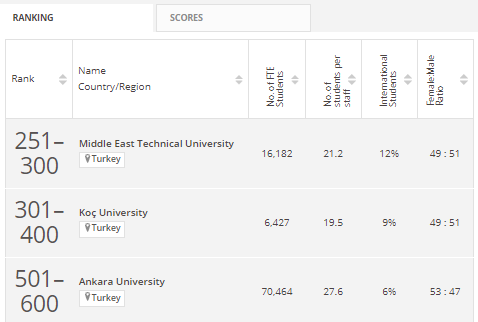 RANKING
SCORES
Rank
Name
Country/Region
No. of FTE
Students
No. of
students per
staff
International
Students
Female:Male
Ratio
251–
300
Middle East Technical University
Turkey
16,182
21.2
12%
49 : 51
301–
400
Koç University
Turkey
6,427
19.5
9%
49 : 51
501–
600
Ankara University
Turkey
70,464
27.6
6%
53 : 47